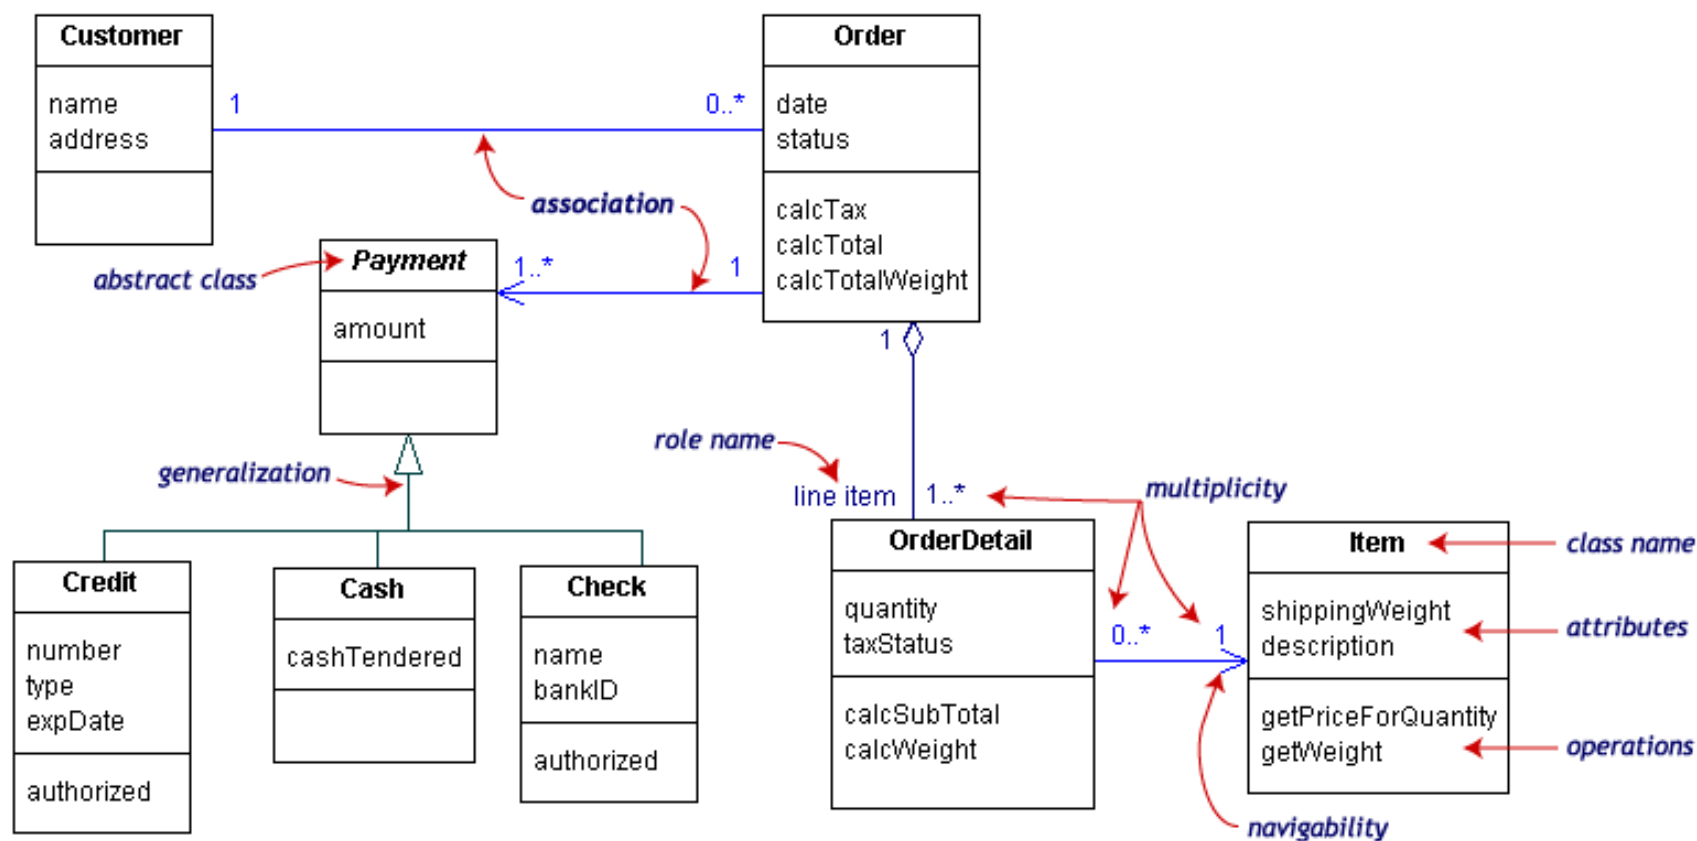 Customer
name
address
1
0..*
Order
date
status
calcTax
calcTotal
calcTotalWeight
association
abstract class
Payment
amount
1..*
1
1
generalization
role name
line item
1..*
multiplicity
Credit
number
type
expDate
authorized
Cash
cashTendered
Check
name
bankID
authorized
OrderDetail
quantity
taxStatus
calcSubTotal
calcWeight
0..*
1
Item
shippingWeight
description
getPriceForQuantity
getWeight
class name
attributes
operations
navigability